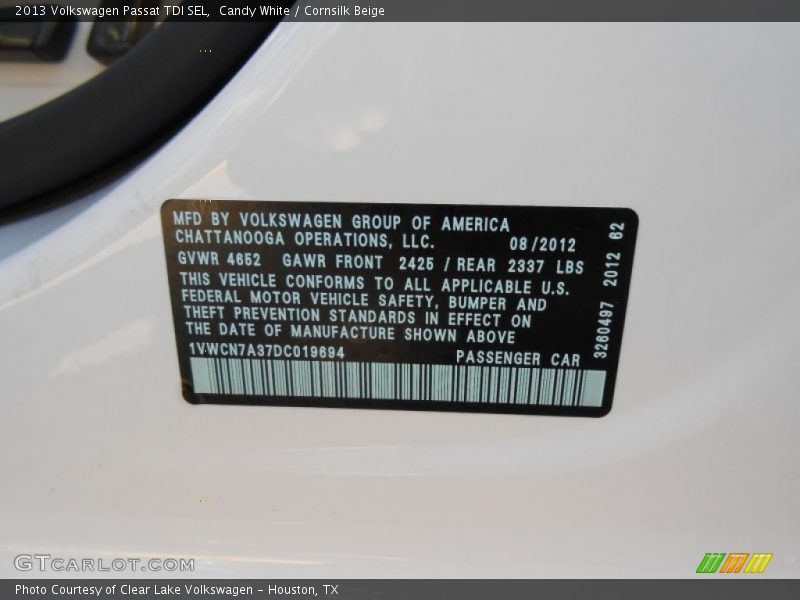 2013 Volkswagen Passat TDI SEL,  Candy White / Cornsilk Beige
MFD BY VOLKSWAGEN GROUP OF AMERICA
CHATTANOOGA OPERATIONS, LLC. 08/2012
GVWR 4652 GAWR FRONT 2425 / REAR 2337 LBS
THIS VEHICLE CONFORMS TO ALL APPLICABLE U.S.
FEDERAL MOTOR VEHICLE SAFETY, BUMPER AND
THEFT PREVENTION STANDARDS IN EFFECT ON
THE DATE OF MANUFACTURE SHOWN ABOVE
1VWCN7A37DC019694 PASSENGER CAR
3280497 2012 62
GTCARLOT.COM
Photo Courtesy of Clear Lake Volkswagen – Houston, TX